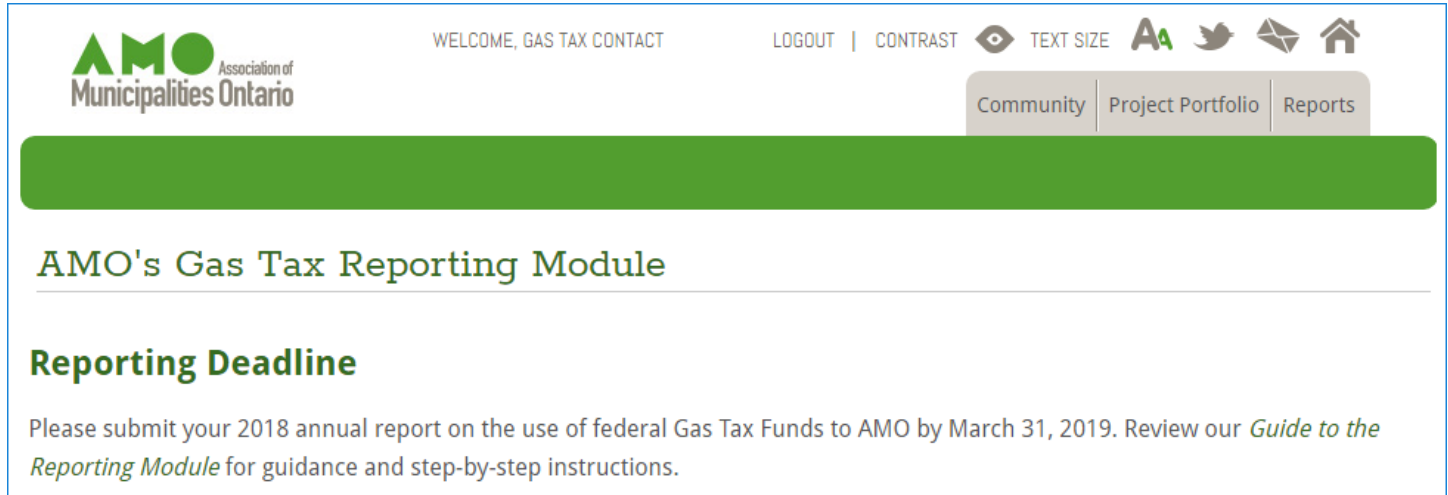 AMO Association of
Municipalities Ontario
WELCOME, GAS TAX CONTACT
LOGOUT | CONTRAST TEXT SIZE AA
Community Project Portfolio Reports
AMO's Gas Tax Reporting Module
Reporting Deadline
Please submit your 2018 annual report on the use of federal Gas Tax Funds to AMO by March 31, 2019. Review our Guide to the
Reporting Module for guidance and step-by-step instructions.